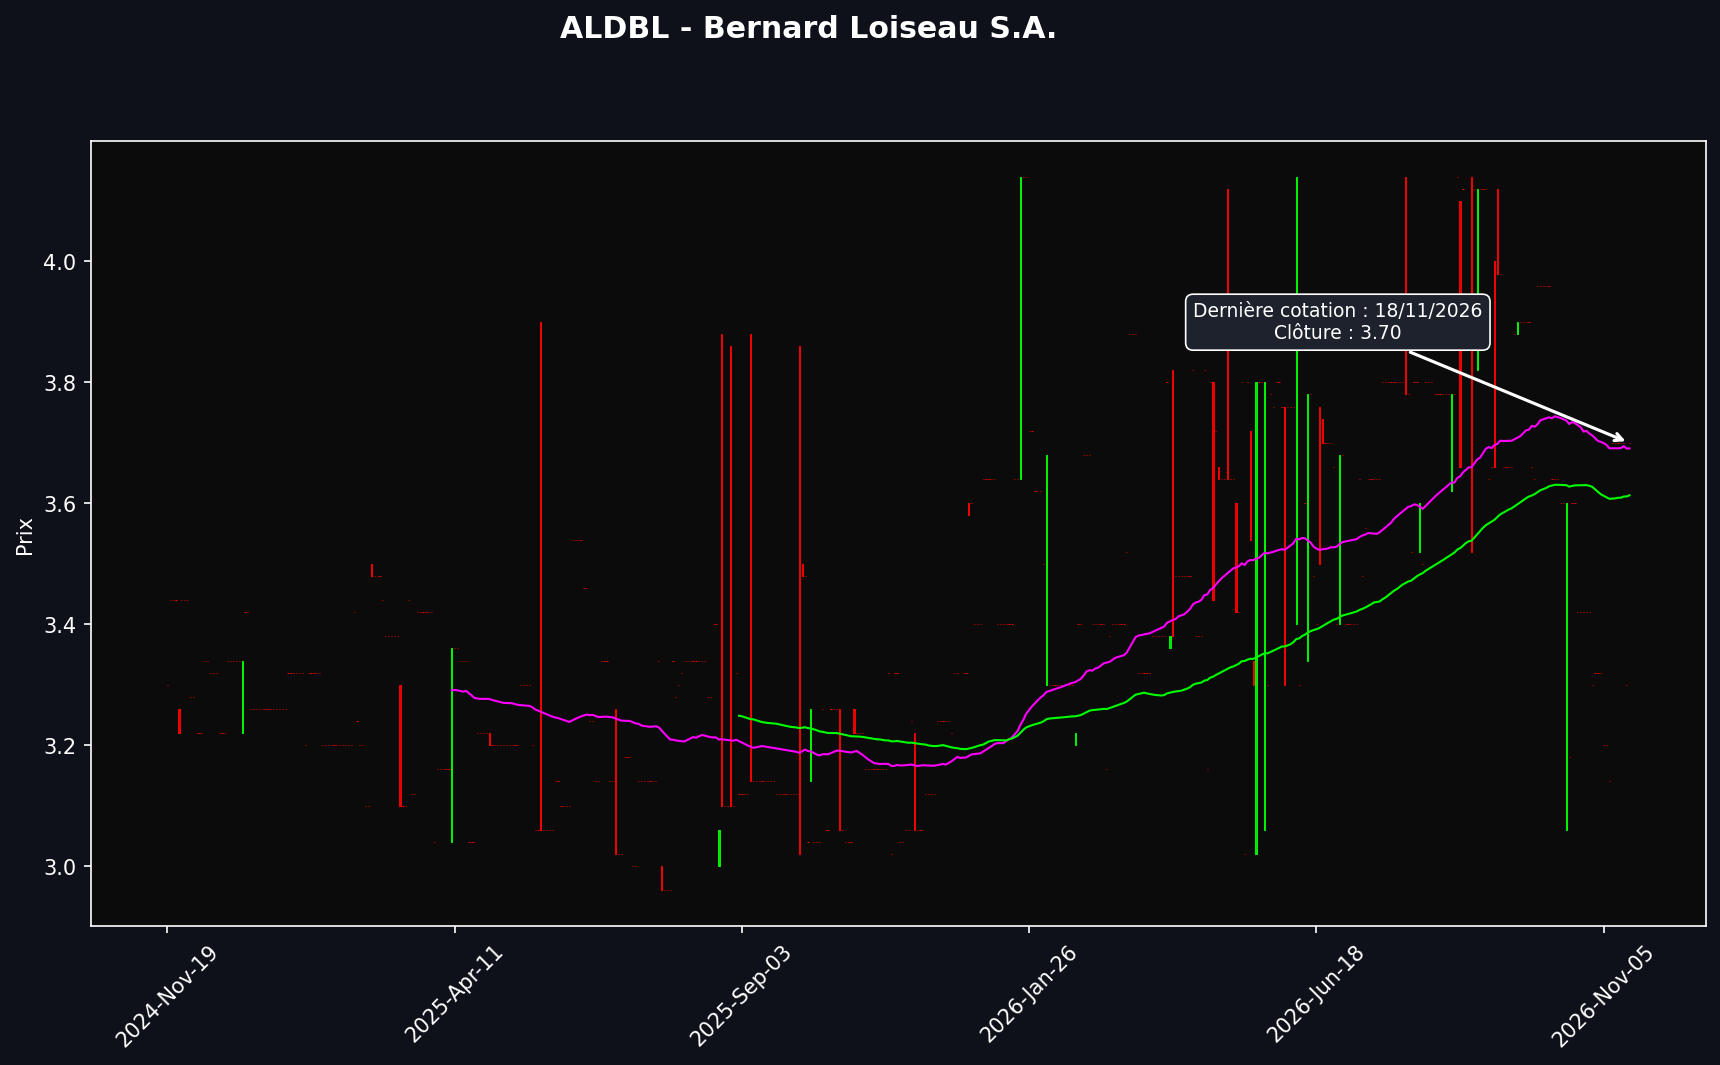 ALDBL - Bernard Loiseau S.A.
Prix
4.0
3.8
3.6
3.4
3.2
3.0
Dernière cotation : 18/11/2026
Clôture : 3.70
2024-Nov-19
2025-Apr-11
2025-Sep-03
2026-Jan-26
2026-Jun-18
2026-Nov-05